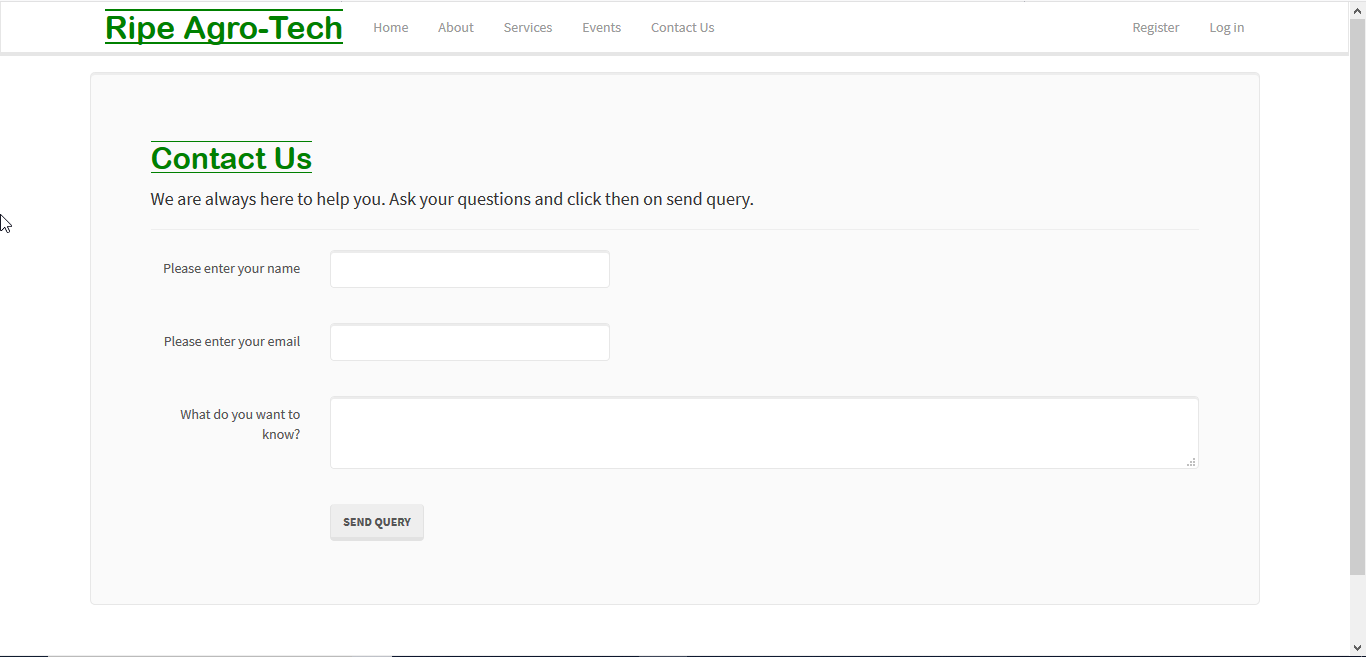 Ripe Agro-Tech Home About Services Events Contact Us Register Log in
Contact Us
We are always here to help you. Ask your questions and click then on send query.
Please enter your name
Please enter your email
What do you want to
know?
SEND QUERY